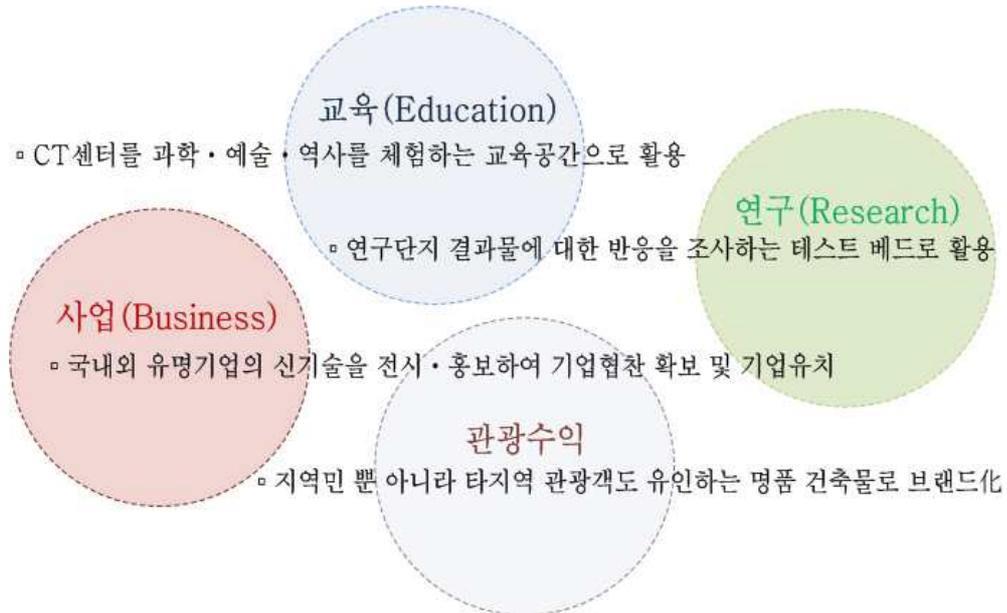 교육(Education)
▫ CT센터를 과학・예술・역사를 체험하는 교육공간으로 활용
연구(Research)
▫ 연구단지 결과물에 대한 반응을 조사하는 테스트 베드로 활용
사업(Business)
▫ 국내외 유명기업의 신기술을 전시・홍보하여 기업협찬 확보 및 기업유치
관광수익
▫ 지역민 뿐 아니라 타지역 관광객도 유인하는 명품 건축물로 브랜드化